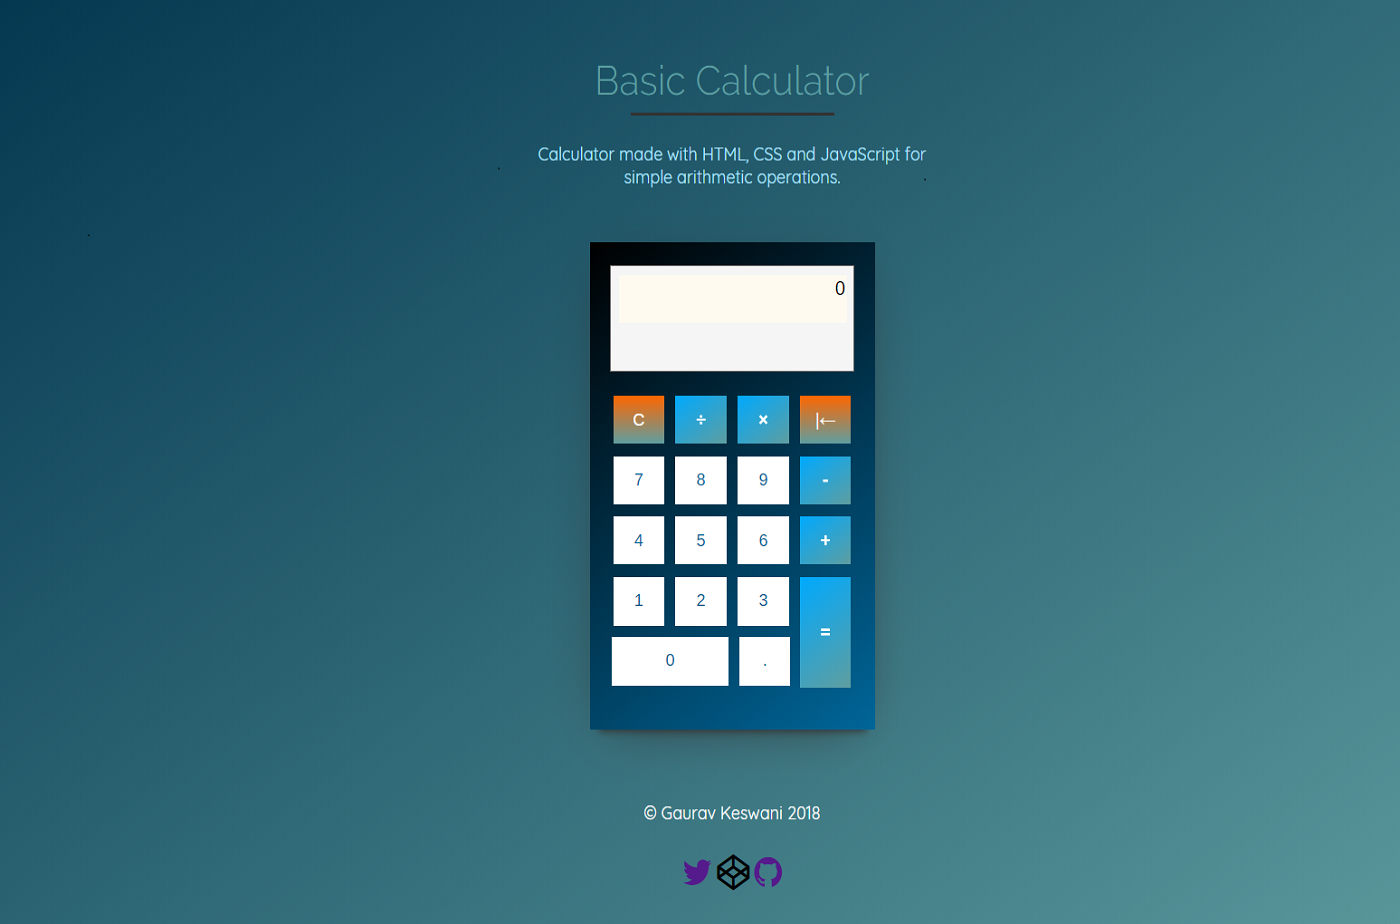 Basic Calculator
Calculator made with HTML, CSS and JavaScript for
simple arithmetic operations.
0
C ÷ × |←
7 8 9 -
4 5 6 +
1 2 3
=
0 .
© Gaurav Keswani 2018